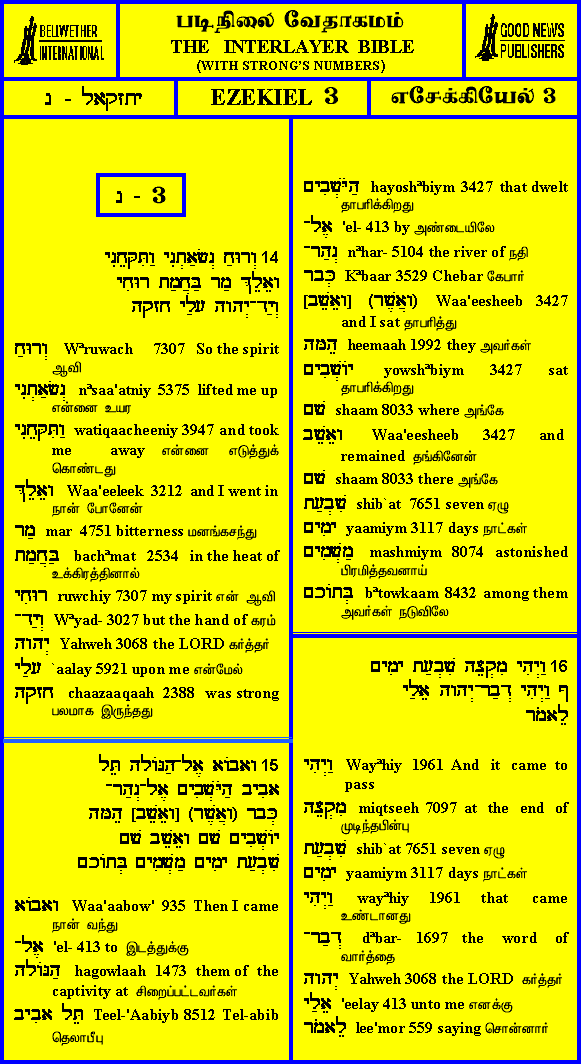 BELLWETHER
INTERNATIONAL
படிநிலை வேதாகமம்
THE INTERLAYER BIBLE
(WITH STRONG'S NUMBERS)
GOOD NEWS
PUBLISHERS
יחזקאל - נ
EZEKIEL 3
எசேக்கியேல் 3
נ - 3
14 וְרוּחַ נְשָׂאַתְנִי וַתִּקָּחֵנִי
וָאֵלֵךְ מַר בַּחֲמַת רוּחִי
וְיַד־יְהוָה עָלַי חָזָקָה
וְרוּחַ Wªruwach 7307 So the spirit
ஆவி
נְשָׂאַתְנִי nªsaa'atniy 5375 lifted me up
என்னை உயர
וַתִּקָּחֵנִי watiqaacheeniy 3947 and took
me away என்னை எடுத்துக்
கொண்டது
וָאֵלֵךְ Waa'eeleek 3212 and I went in
நான் போனேன்
מַר mar 4751 bitterness மனங்கசந்து
בַּחֲמַת bachªmat 2534 in the heat of
உக்கிரத்தினால்
רוּחִי ruwchiy 7307 my spirit என் ஆவி
וְיַד־ Wªyad- 3027 but the hand of கரம்
יְהוָה Yahweh 3068 the LORD கர்த்தர்
עָלַי `aalay 5921 upon me என்மேல்
חָזָקָה chaazaaqaah 2388 was strong
பலமாக இருந்தது
15 וָאָבוֹא אֶל־הַגּוֹלָה תֵּל
אָבִיב הַיֹּשְׁבִים אֶל־נְהַר־
כְּבָר (וָאֲשֶׁר) [וָאֵשֵׁב] הֵמָּה
יוֹשְׁבִים שָׁם וָאֵשֵׁב שָׁם
שִׁבְעַת יָמִים מַשְׁמִים בְּתוֹכָם
וָאָבוֹא Waa'aabow' 935 Then I came
நான் வந்து
אֶל־ 'el- 413 to இடத்துக்கு
הַגּוֹלָה hagowlaah 1473 them of the
captivity at சிறைப்பட்டவர்கள்
תֵּל אָבִיב Teel-'Aabiyb 8512 Tel-abib
தெலாபீபு
הַיֹּשְׁבִים hayoshªbiym 3427 that dwelt
தாபரிக்கிறது
אֶל־ 'el- 413 by அண்டையிலே
נְהַר־ nªhar- 5104 the river of நதி
כְּבָר Kªbaar 3529 Chebar கேபார்
[וָאֵשֵׁב] (וָאֲשֶׁר) Waa'eesheeb 3427
and I sat தாபரித்து
הֵמָּה heemaah 1992 they அவர்கள்
יוֹשְׁבִים yowshªbiym 3427 sat
தாபரிக்கிறது
שָׁם shaam 8033 where அங்கே
וָאֵשֵׁב Waa'eesheeb 3427 and
remained தங்கினேன்
שָׁם shaam 8033 there அங்கே
שִׁבְעַת shib`at 7651 seven ஏழு
יָמִים yaamiym 3117 days நாட்கள்
מַשְׁמִים mashmiym 8074 astonished
பிரமித்தவனாய்
בְּתוֹכָם bªtowkaam 8432 among them
அவர்கள் நடுவிலே
16 וַיְהִי מִקְצֵה שִׁבְעַת יָמִים
ף וַיְהִי דְבַר־יְהוָה אֵלַי
לֵאמֹר
וַיְהִי Wayªhiy 1961 And it came to
pass
מִקְצֵה miqtseeh 7097 at the end of
முடிந்தபின்பு
שִׁבְעַת shib`at 7651 seven ஏழு
יָמִים yaamiym 3117 days நாட்கள்
וַיְהִי wayªhiy 1961 that came
உண்டானது
דְבַר־ dªbar- 1697 the word of
வார்த்தை
יְהוָה Yahweh 3068 the LORD கர்த்தர்
אֵלַי 'eelay 413 unto me எனக்கு
לֵאמֹר lee'mor 559 saying சொன்னார்